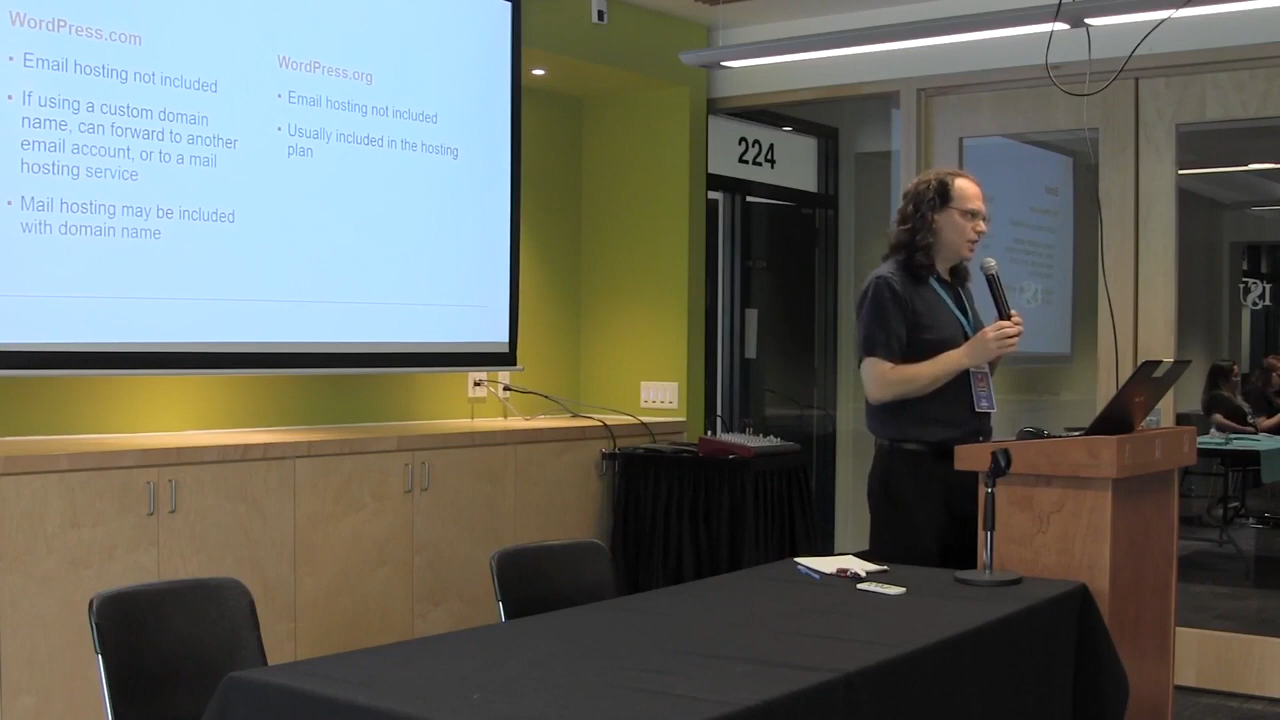 WordPress.com
• Email hosting not included
• If using a custom domain
name, can forward to another
email account, or to a mail
hosting service
• Mail hosting may be included
with domain name
WordPress.org
• Email hosting not included
• Usually included in the hosting
plan
224